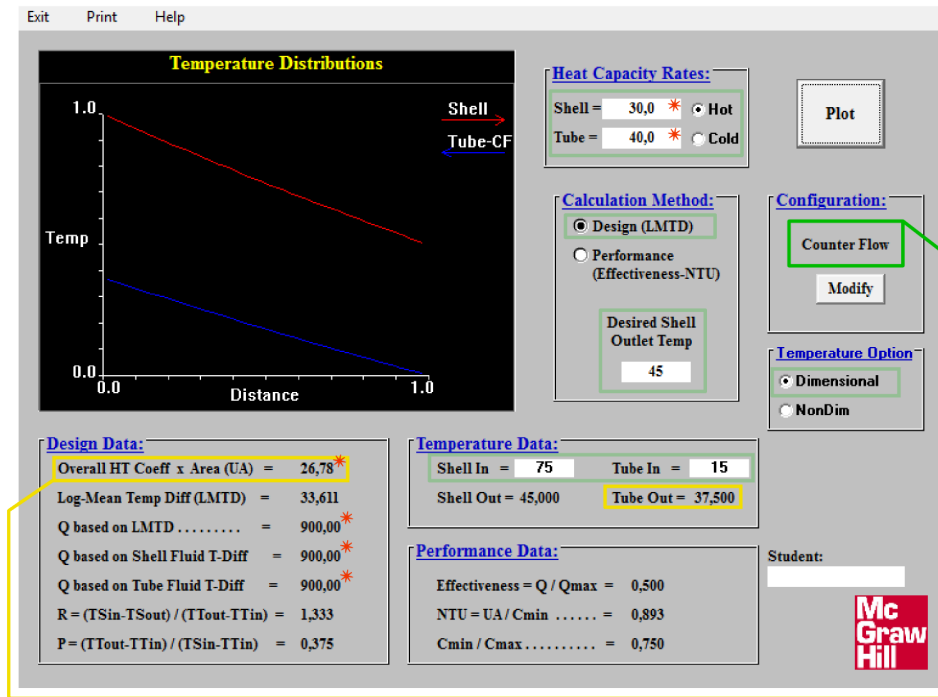 Exit Print Help
Temperature Distributions
1.0
Shell
Tube-CF
Temp
0.0
0.0
Distance
1.0
Heat Capacity Rates:
Shell = 30,0 * Hot
Tube = 40,0 * Cold
Plot
Calculation Method:
Design (LMTD)
Performance
(Effectiveness-NTU)
Desired Shell
Outlet Temp
45
Configuration:
Counter Flow
Modify
Temperature Option
Dimensional
NonDim
Design Data:
Overall HT Coeff x Area (UA) = 26,78*
Log-Mean Temp Diff (LMTD) = 33,611
Q based on LMTD ......... = 900,00*
Q based on Shell Fluid T-Diff = 900,00*
Q based on Tube Fluid T-Diff = 900,00*
R = (TSin-TSout) / (TTout-TTin) = 1,333
P = (TTout-TTin) / (TSin-TTin) = 0,375
Temperature Data:
Shell In = 75 Tube In = 15
Shell Out = 45,000 Tube Out = 37,500
Performance Data:
Effectiveness = Q / Qmax = 0,500
NTU = UA / Cmin ...... = 0,893
Cmin / Cmax .......... = 0,750
Student:
Mc
Graw
Hill